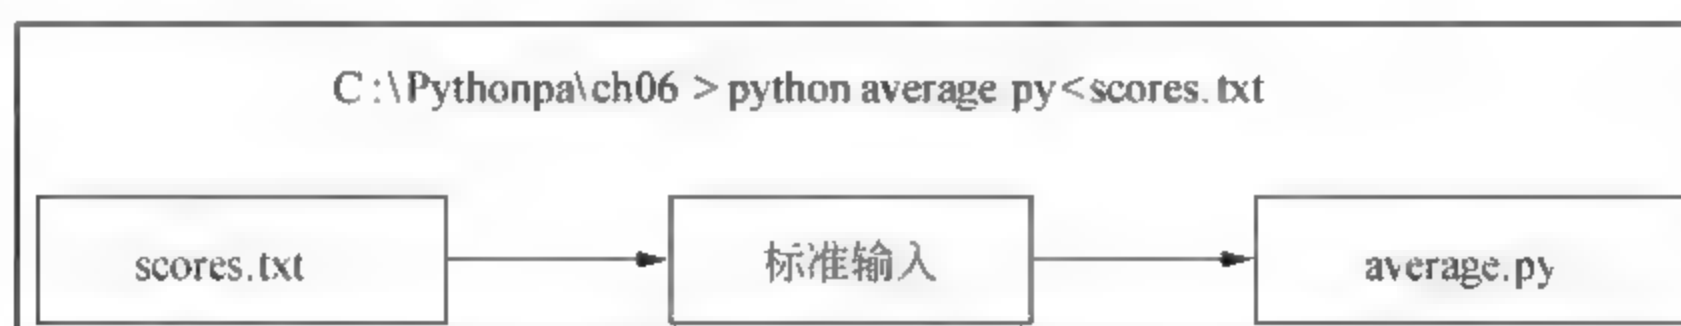 C:\Pythonpa\ch06 >python average py<scores.txt
scores.txt 标准输入 average.py